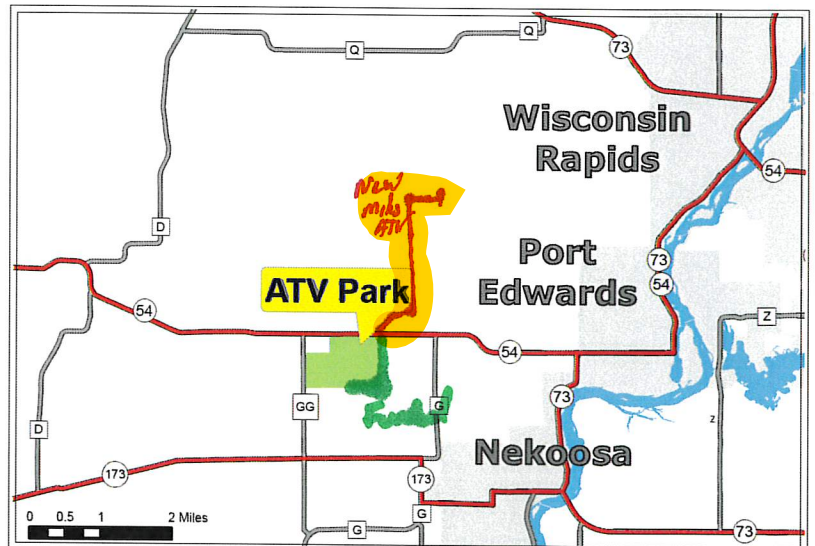 Q
Q
73
Wisconsin
Rapids
54
NEW
Miles
ATV
D
Port
Edwards
73
54
ATV Park
54
Z
54
GG
G
73
Z
D
Nekoosa
173
173
0 0.5 1 2 Miles
G
G
73